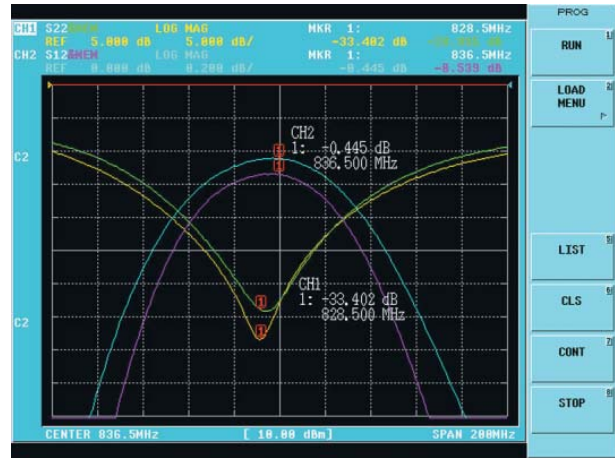 PROG
CH1 S22&MEM LOG MAG MKR 1: 828.5MHz
REF 5.000 dB 5.000 dB/ -33.402 dB
CH2 S12&MEM LOG MAG MKR 1: 836.5MHz
REF 0.000 dB 0.200 dB/ -0.445 dB
RUN
LOAD
MENU
CH2
1: -0.445 dB
836.500 MHz
C2
CH1
1: -33.402 dB
828.500 MHz
C2
LIST
CLS
CONT
STOP
CENTER 836.5MHz [ 10.00 dBm] SPAN 200MHz